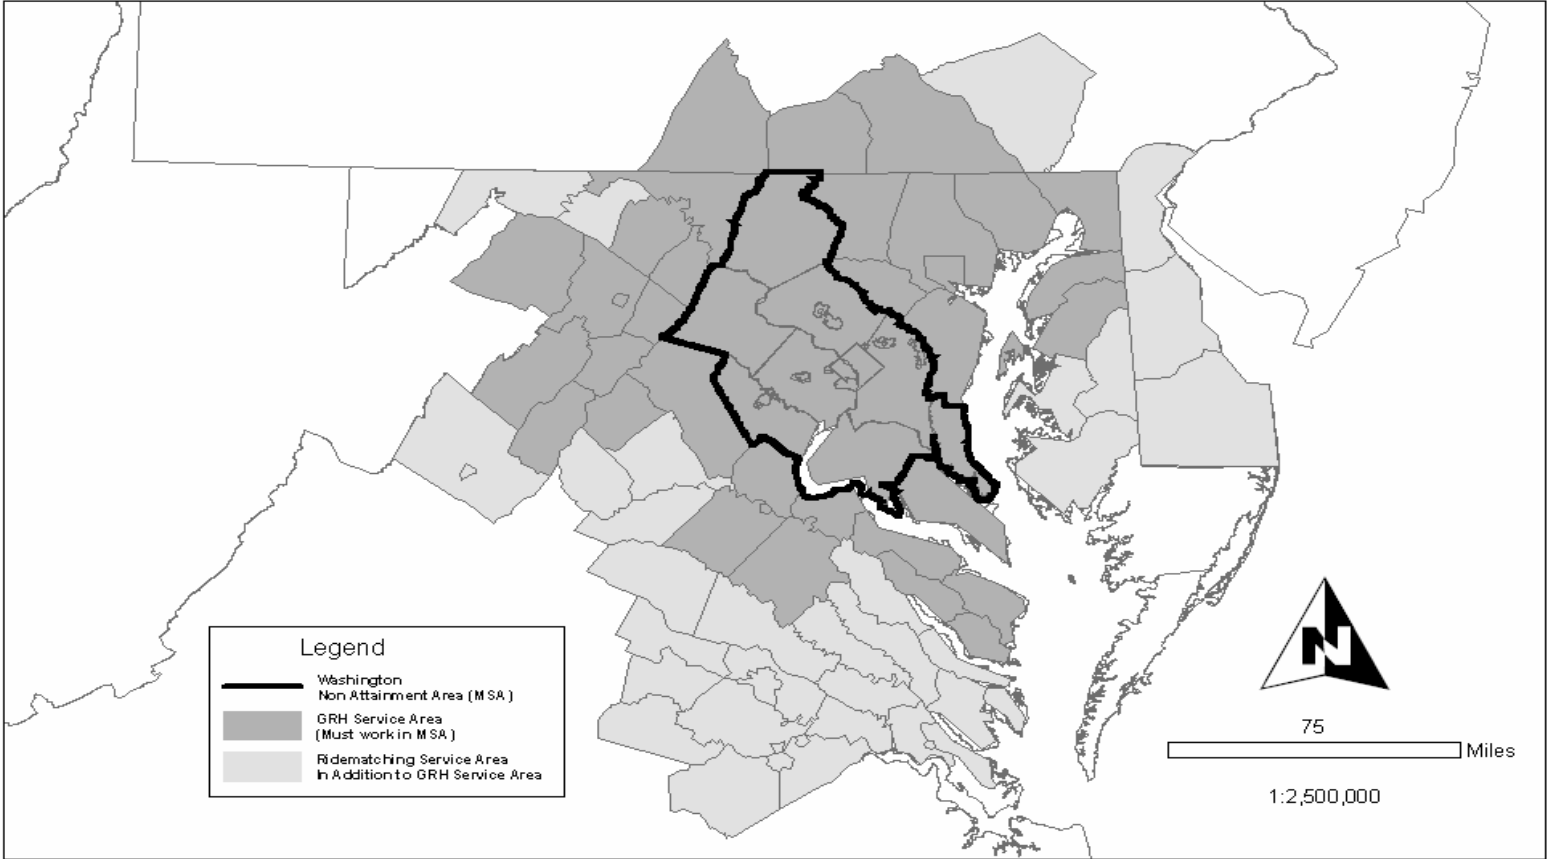 Legend
Washington
Non Attainment Area (MSA)
GRH Service Area
(Must work in MSA)
Ridematching Service Area
In Addition to GRH Service Area
N
75
Miles
1:2,500,000